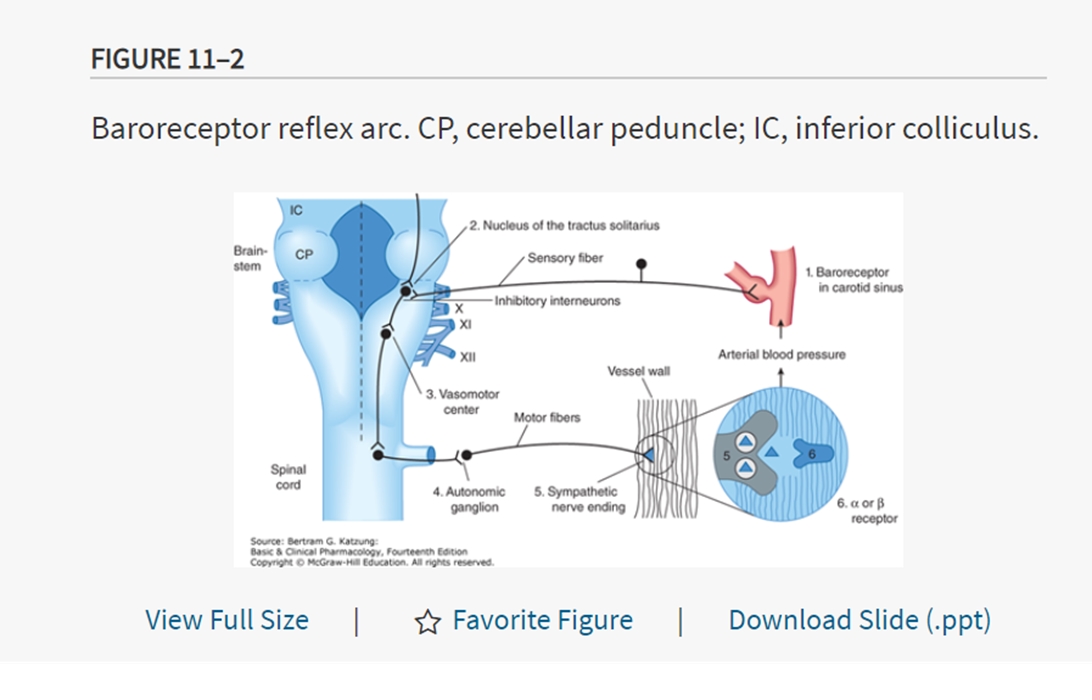 FIGURE 11–2
Baroreceptor reflex arc. CP, cerebellar peduncle; IC, inferior colliculus.
IC
2. Nucleus of the tractus solitarius
Brain-
stem
CP
Sensory fiber
1. Baroreceptor
in carotid sinus
Inhibitory interneurons
X
XI
XII
Arterial blood pressure
Vessel wall
3. Vasomotor
center
Motor fibers
5
6
Spinal
cord
4. Autonomic
ganglion
5. Sympathetic
nerve ending
6. α or β
receptor
Source: Bertram G. Katzung:
Basic & Clinical Pharmacology, Fourteenth Edition
Copyright © McGraw-Hill Education. All rights reserved.
View Full Size | ☆ Favorite Figure | Download Slide (.ppt)